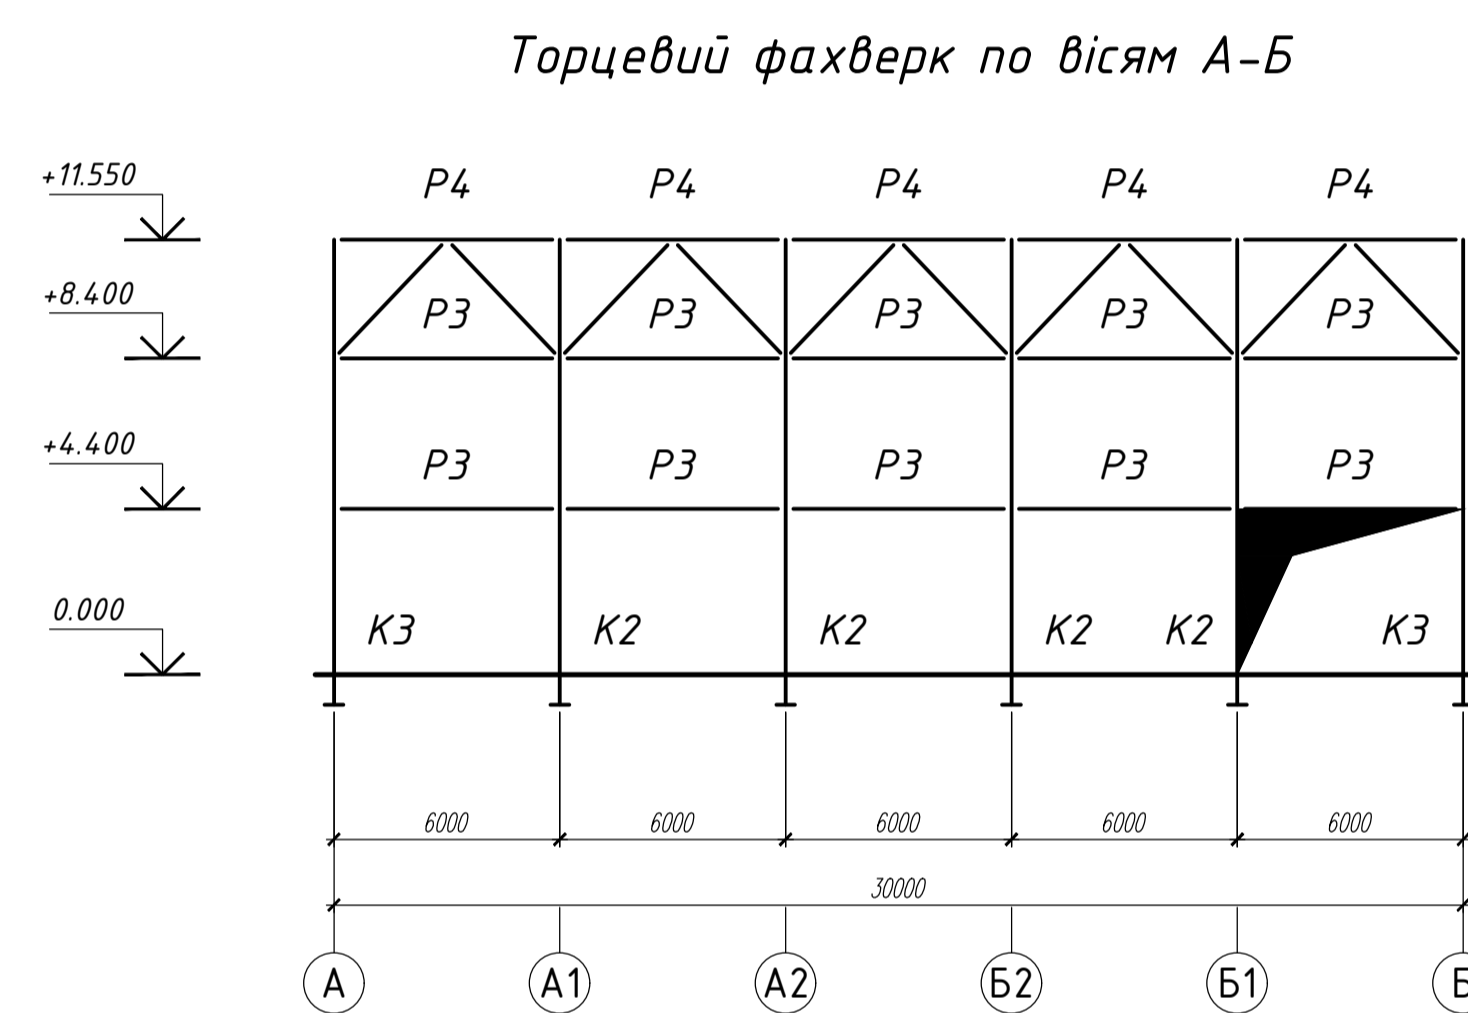 Торцевий фахверк по вісям А-Б
+11.550
Р4 Р4 Р4 Р4 Р4
+8.400
Р3 Р3 Р3 Р3 Р3
+4.400
Р3 Р3 Р3 Р3 Р3
0.000
К3 К2 К2 К2 К2 К3
6000 6000 6000 6000 6000
30000
А А1 А2 Б2 Б1 Б